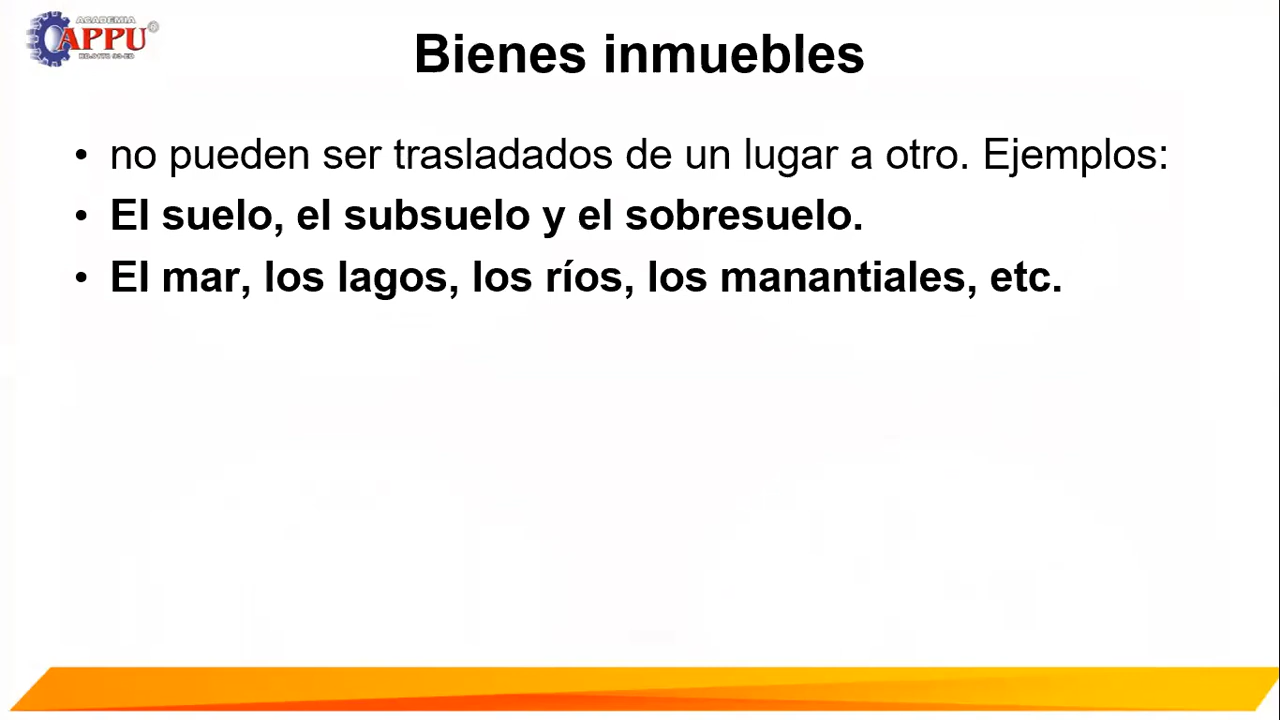 ACADEMIA
APPU
Bienes inmuebles
• no pueden ser trasladados de un lugar a otro. Ejemplos:
• El suelo, el subsuelo y el sobresuelo.
• El mar, los lagos, los ríos, los manantiales, etc.